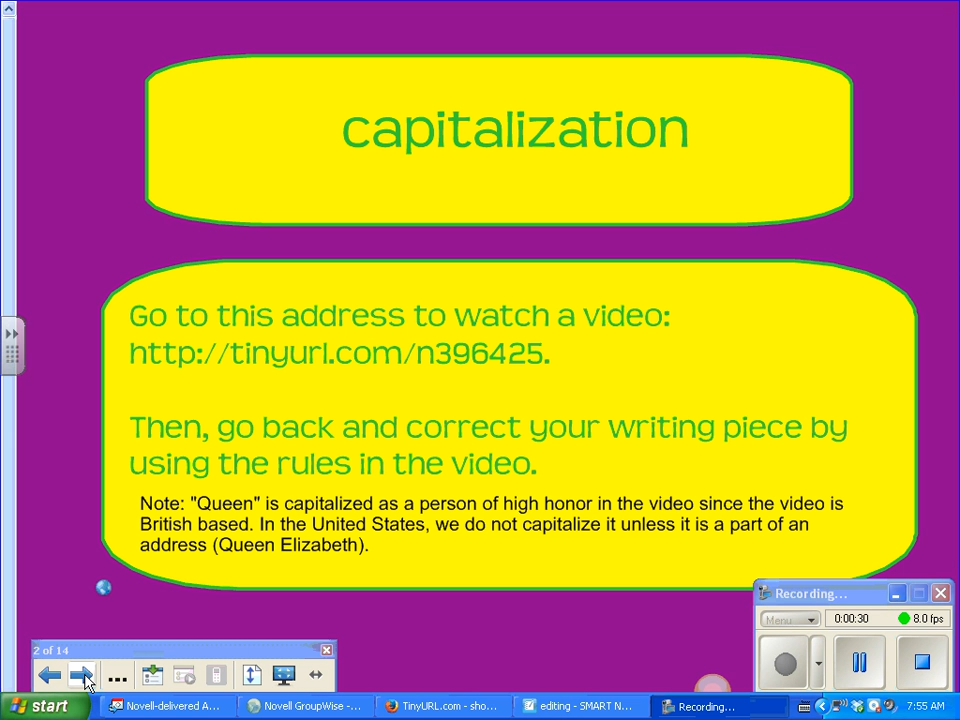 capitalization
Go to this address to watch a video:
http://tinyurl.com/n396425.
Then, go back and correct your writing piece by
using the rules in the video.
Note: "Queen" is capitalized as a person of high honor in the video since the video is
British based. In the United States, we do not capitalize it unless it is a part of an
address (Queen Elizabeth).
Recording...
Menu
0:00:30
8.0 fps
2 of 14
start
Novell-delivered A...
Novell GroupWise -...
TinyURL.com - sho...
editing - SMART N...
Recording...
7:55 AM